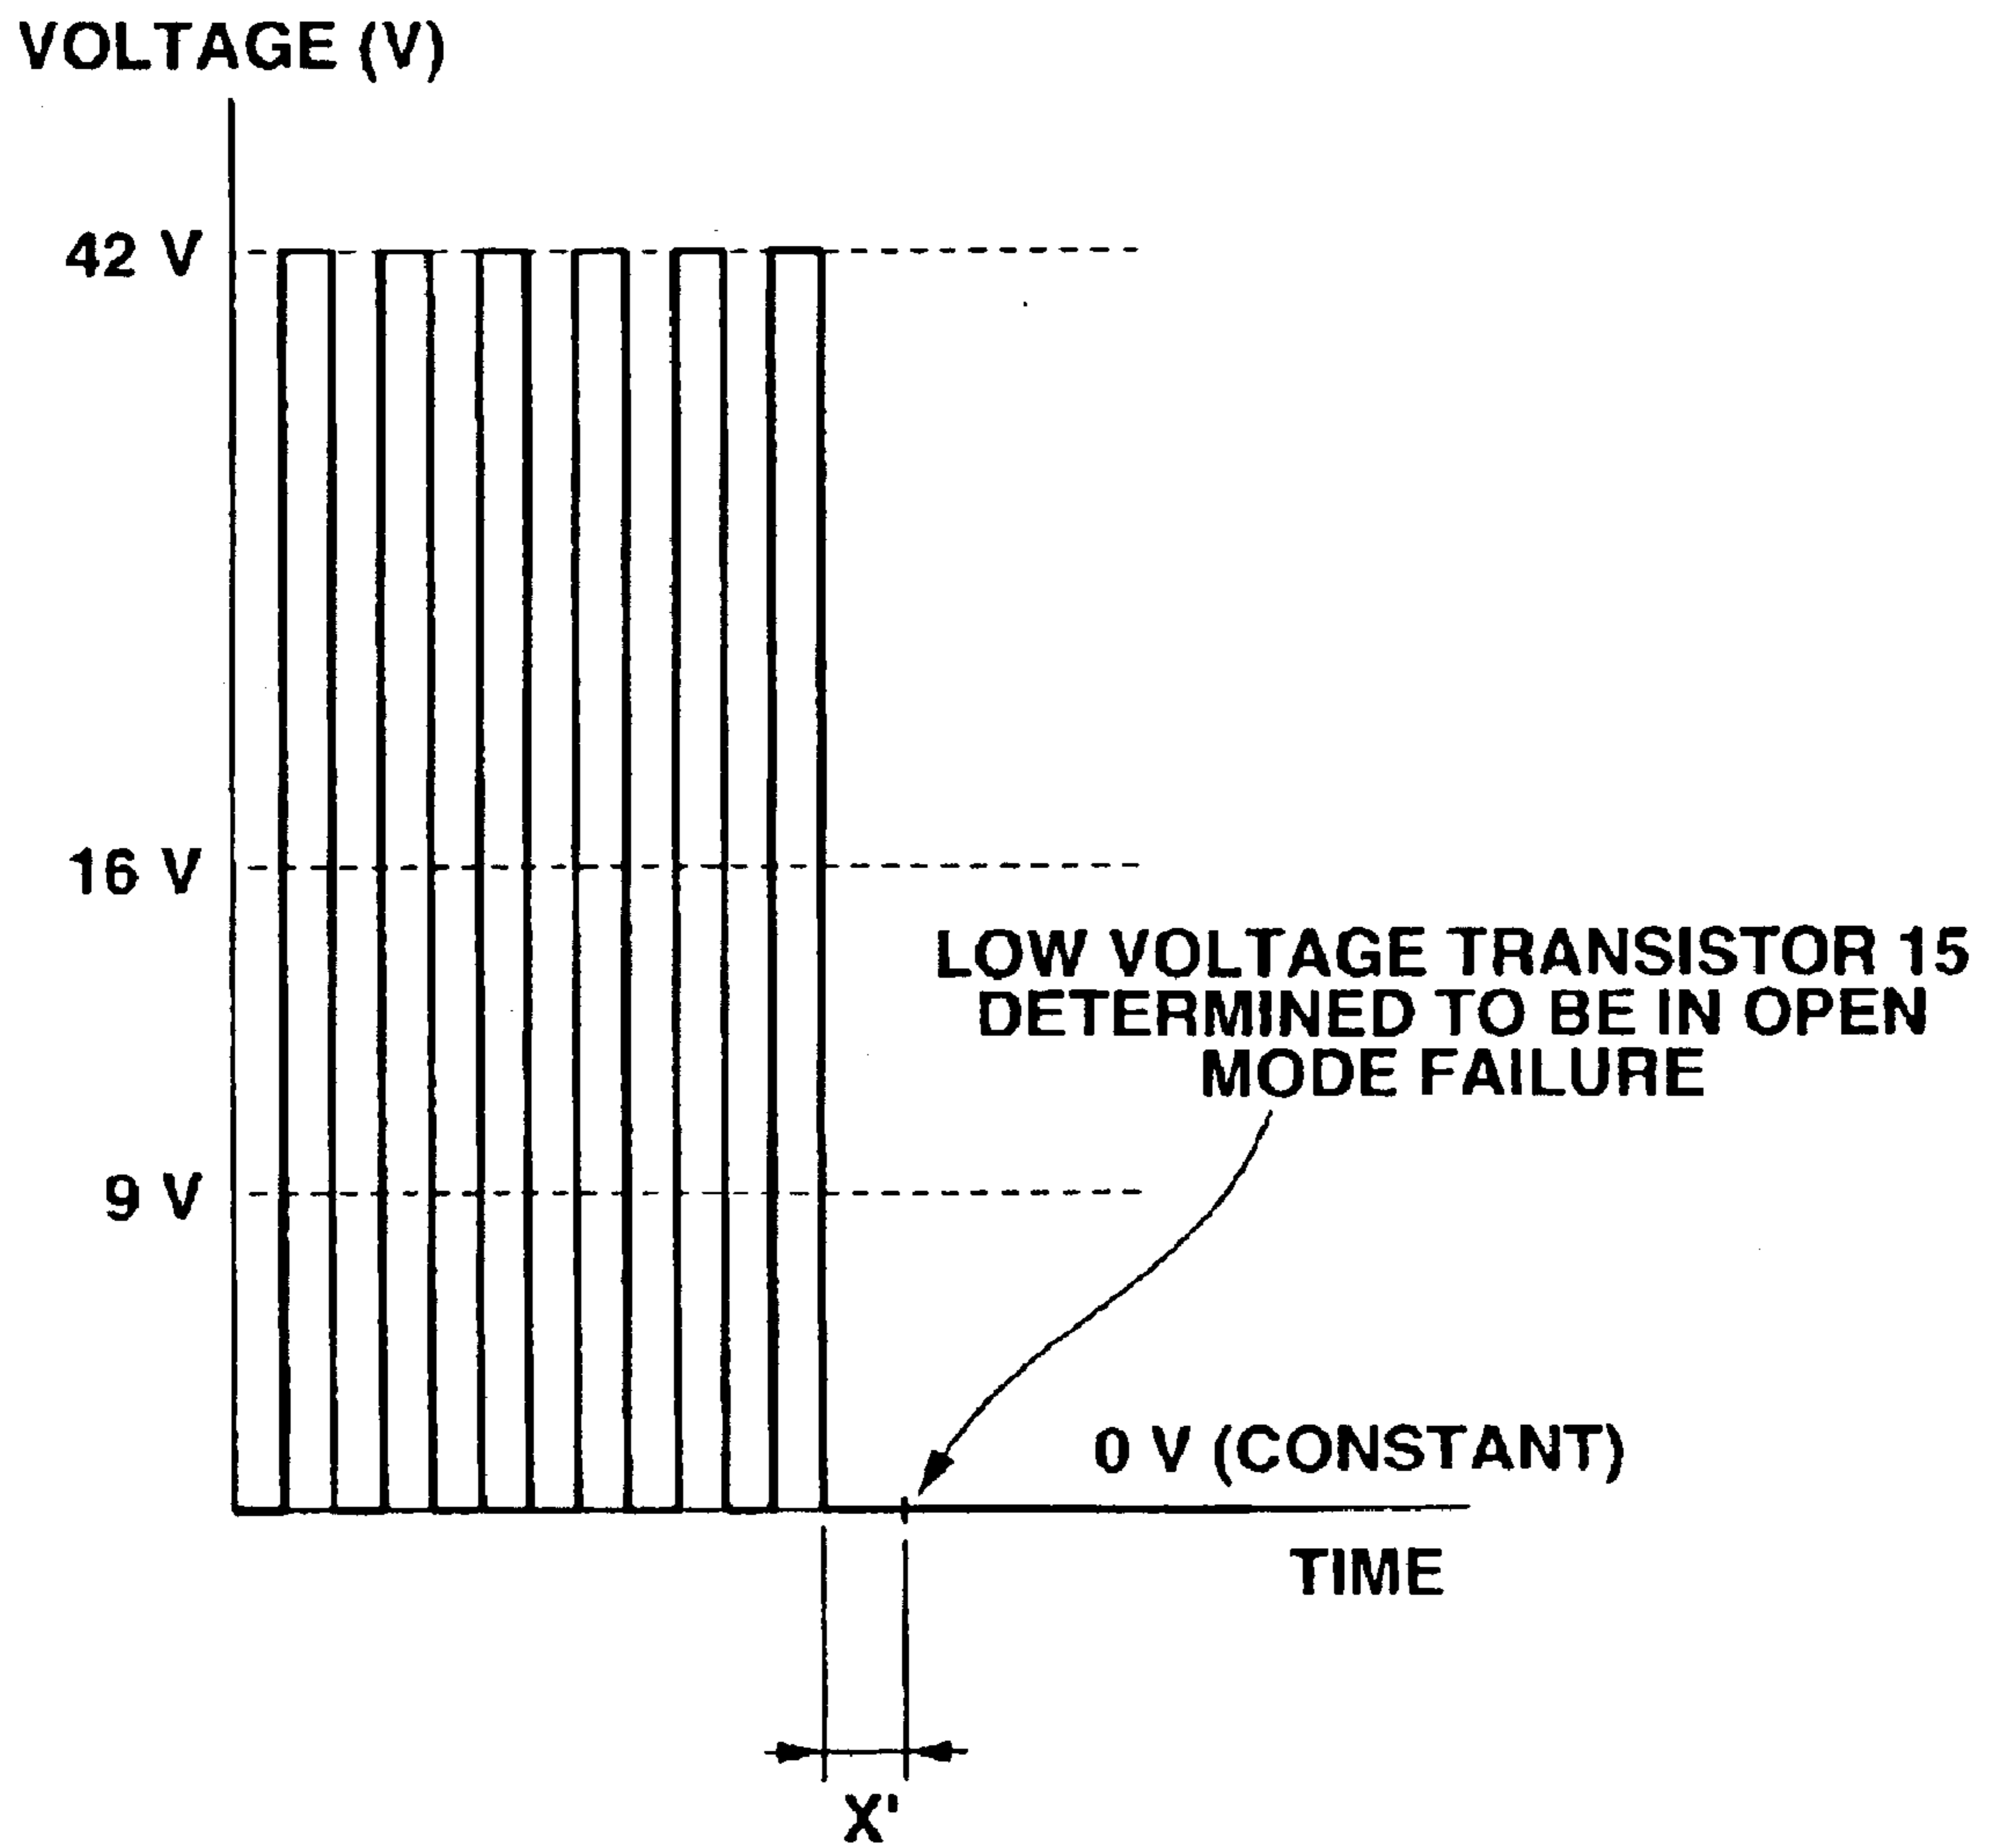 VOLTAGE (V)
42 V
16 V
LOW VOLTAGE TRANSISTOR 15
DETERMINED TO BE IN OPEN
MODE FAILURE
9 V
0 V (CONSTANT)
TIME
X'